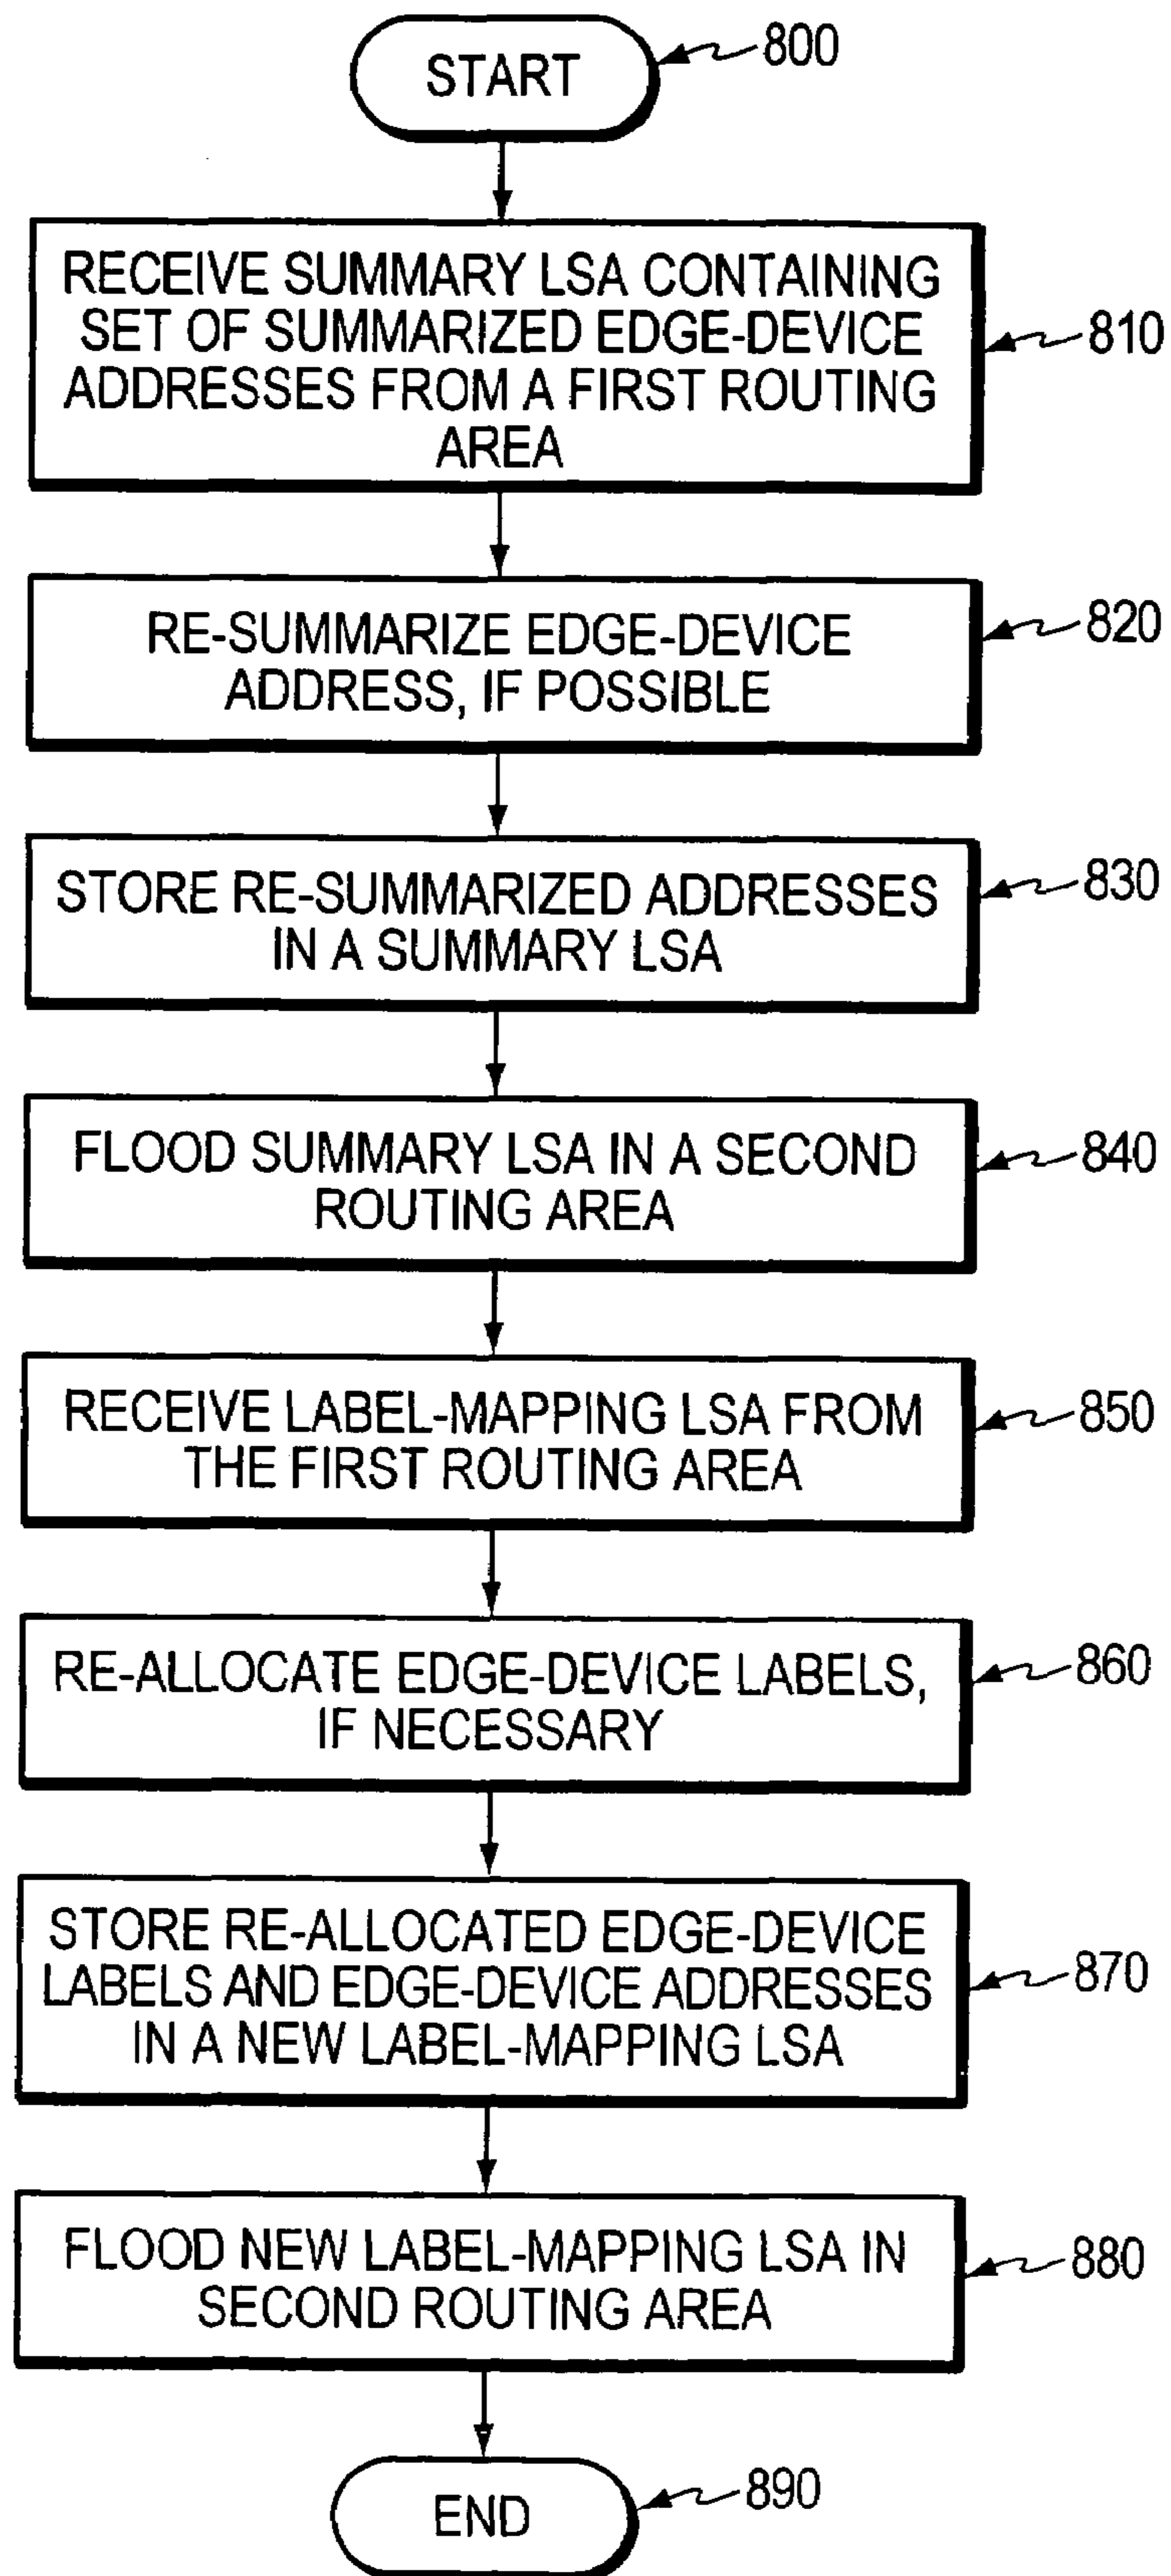 START
800
RECEIVE SUMMARY LSA CONTAINING
SET OF SUMMARIZED EDGE-DEVICE
ADDRESSES FROM A FIRST ROUTING
AREA
810
RE-SUMMARIZE EDGE-DEVICE
ADDRESS, IF POSSIBLE
820
STORE RE-SUMMARIZED ADDRESSES
IN A SUMMARY LSA
830
FLOOD SUMMARY LSA IN A SECOND
ROUTING AREA
840
RECEIVE LABEL-MAPPING LSA FROM
THE FIRST ROUTING AREA
850
RE-ALLOCATE EDGE-DEVICE LABELS,
IF NECESSARY
860
STORE RE-ALLOCATED EDGE-DEVICE
LABELS AND EDGE-DEVICE ADDRESSES
IN A NEW LABEL-MAPPING LSA
870
FLOOD NEW LABEL-MAPPING LSA IN
SECOND ROUTING AREA
880
END
890